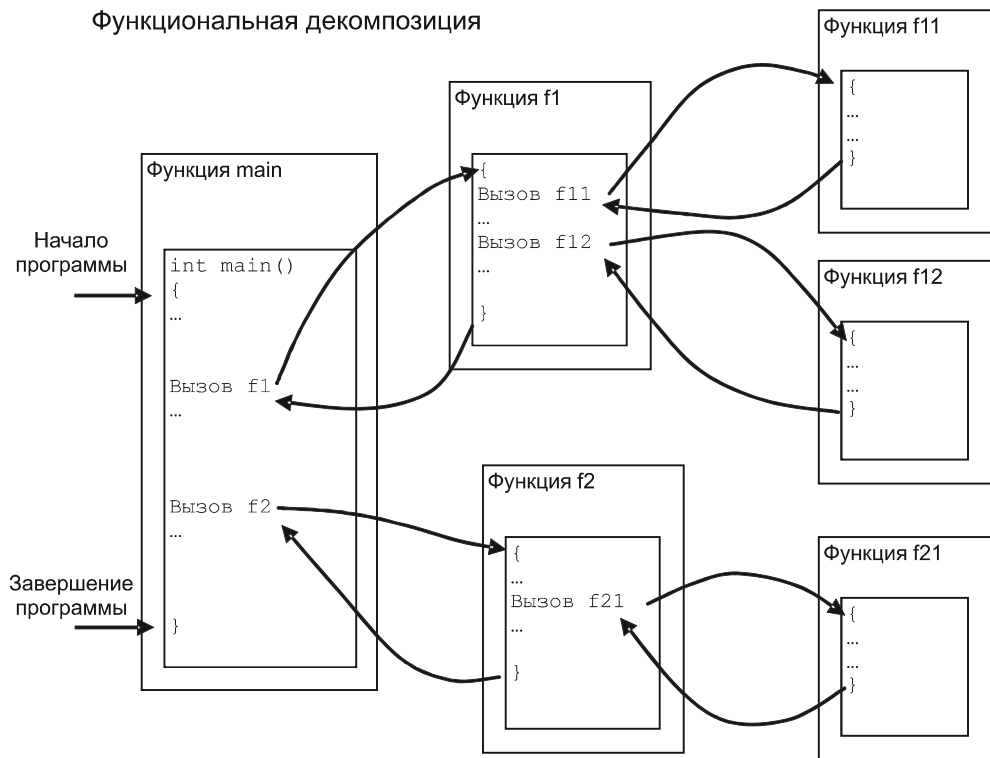 Функциональная декомпозиция
Функция main
Начало
программы
int main()
{
…
Вызов f1
…
Вызов f2
…
Завершение
программы
}
Функция f1
{
Вызов f11
…
Вызов f12
…
}
Функция f11
{
…
…
}
Функция f12
{
…
…
}
Функция f2
{
…
Вызов f21
…
}
Функция f21
{
…
…
}